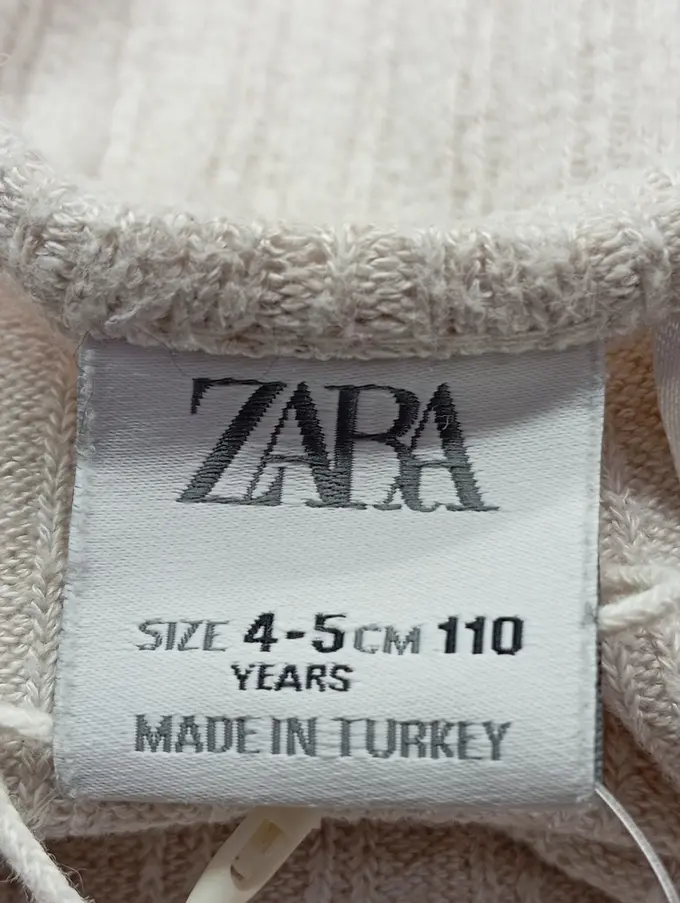 ZARA
SIZE 4-5 CM 110
YEARS
MADE IN TURKEY